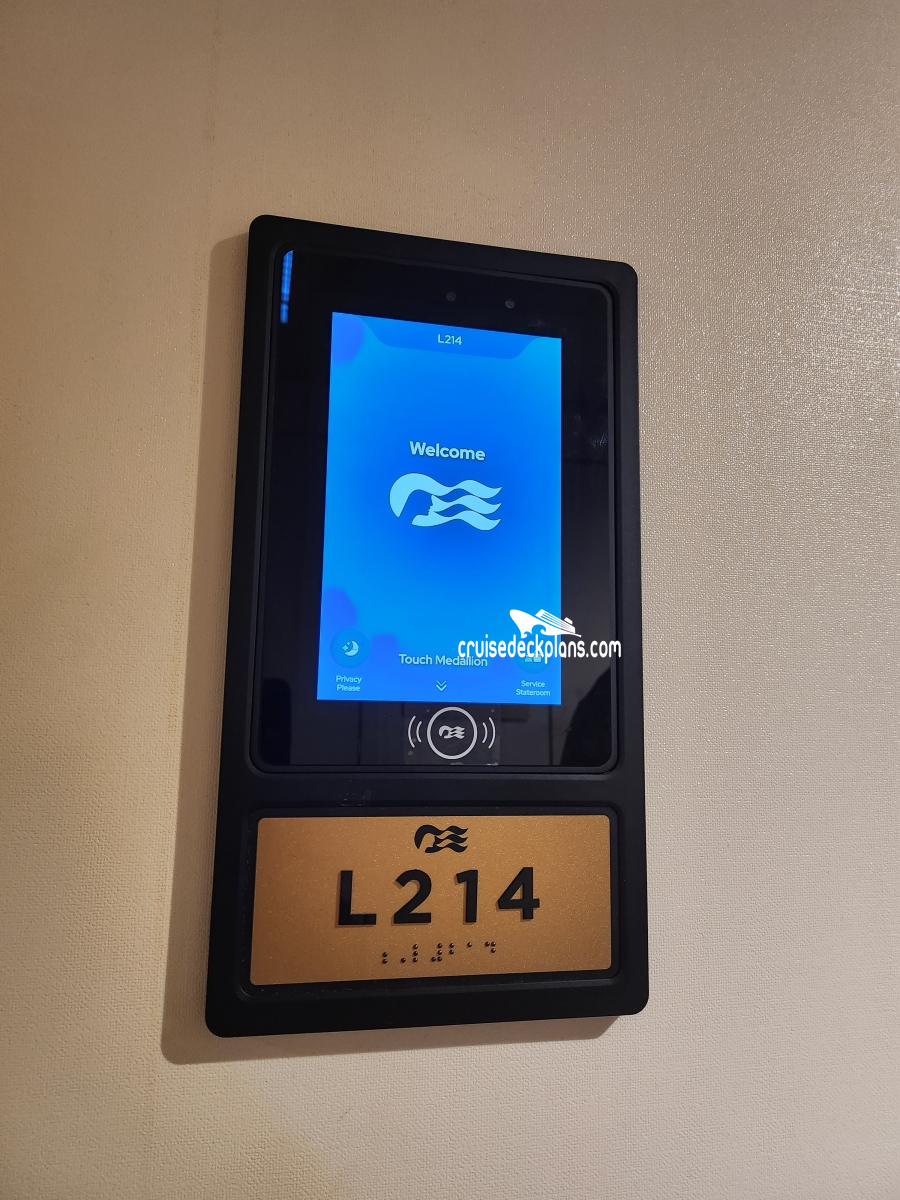 L214
Welcome
cruisedeckplans.com
Touch Medallion
Privacy
Please
Service
Stateroom
L214